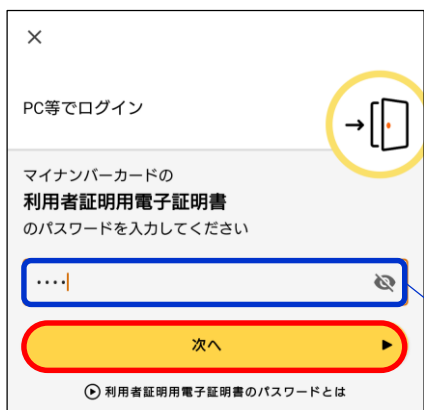 PC等でログイン
マイナンバーカードの
利用者証明用電子証明書
のパスワードを入力してください
････
次へ
利用者証明用電子証明書のパスワードとは